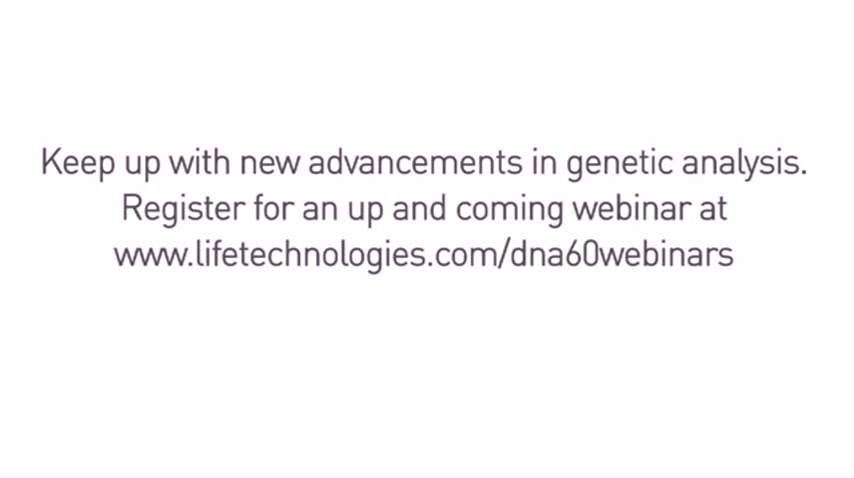 Keep up with new advancements in genetic analysis.
Register for an up and coming webinar at
www.lifetechnologies.com/dna60webinars